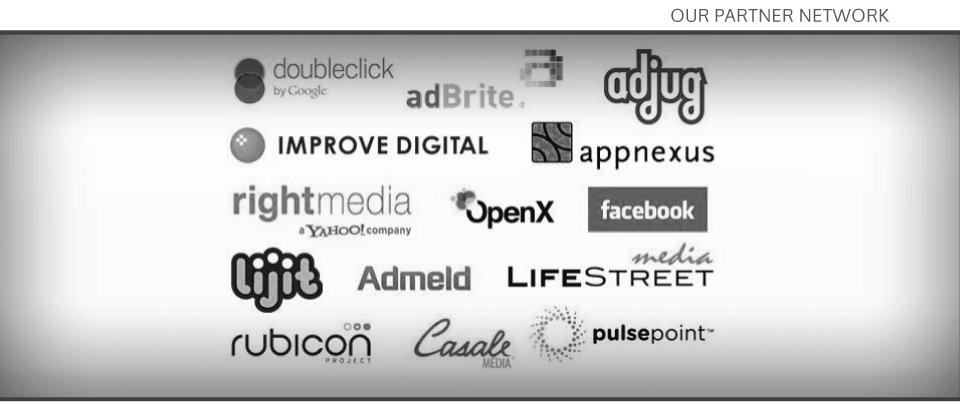 OUR PARTNER NETWORK
doubleclick
by Google
adBrite®
adjug
IMPROVE DIGITAL
appnexus
rightmedia
a YAHOO! company
OpenX
facebook
lijit
Admeld
media
LIFESTREET
rubicon
PROJECT
Casale
MEDIA
pulsepoint™